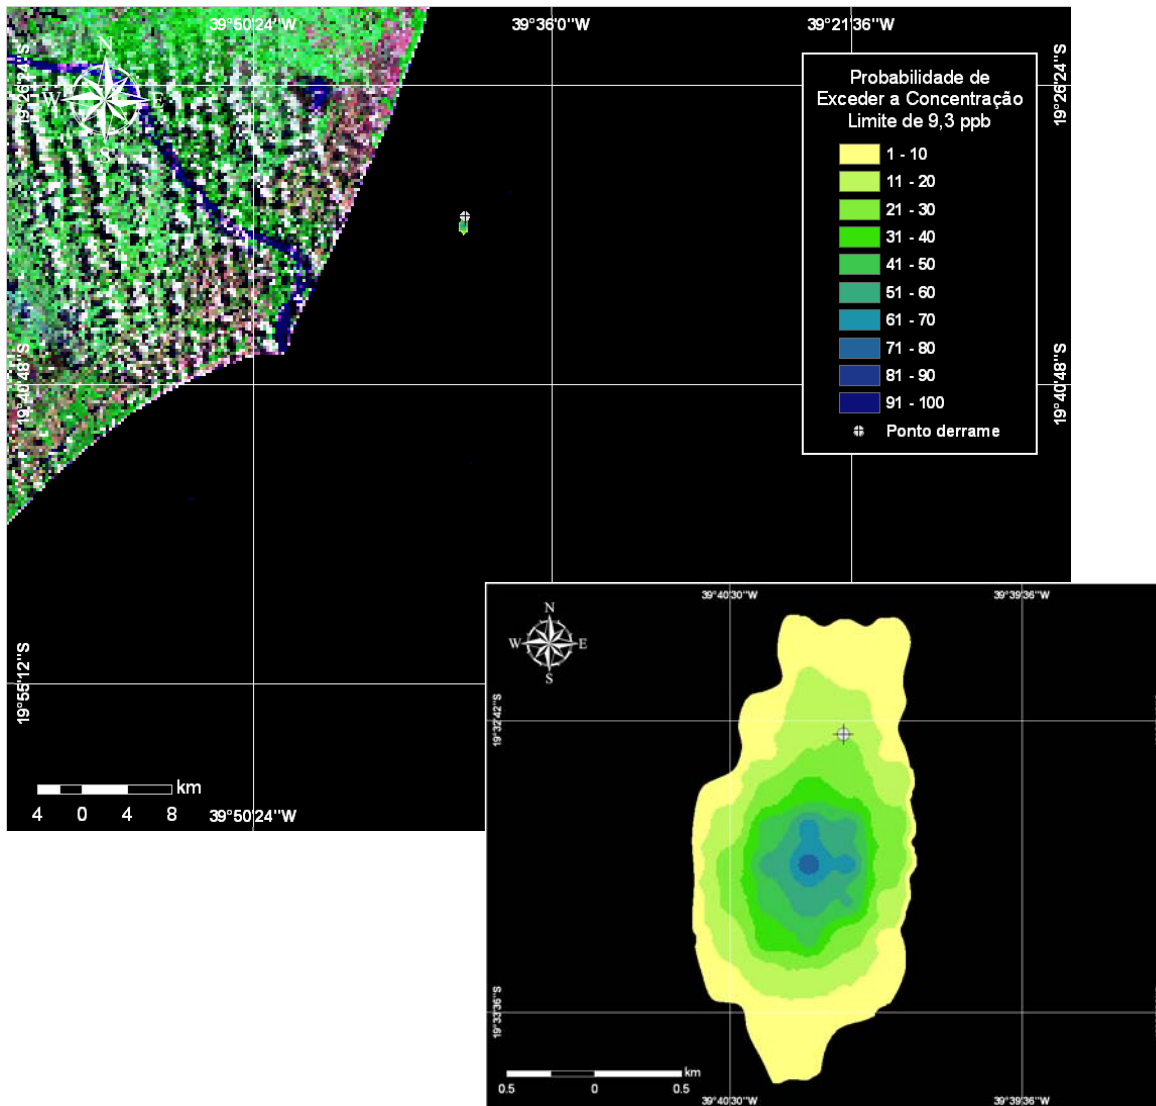 39°50'24"W
39°36'0"W
39°21'36"W
N
W
E
S
19°26'24"S
19°26'24"S
Probabilidade de
Exceder a Concentração
Limite de 9,3 ppb
1 - 10
11 - 20
21 - 30
31 - 40
41 - 50
51 - 60
61 - 70
71 - 80
81 - 90
91 - 100
Ponto derrame
19°40'48"S
19°40'48"S
19°55'12"S
km
4 0 4 8
39°50'24"W
39°40'30"W
39°39'36"W
N
W
E
S
19°32'42"S
19°33'36"S
km
0.5 0 0.5
39°40'30"W
39°39'36"W